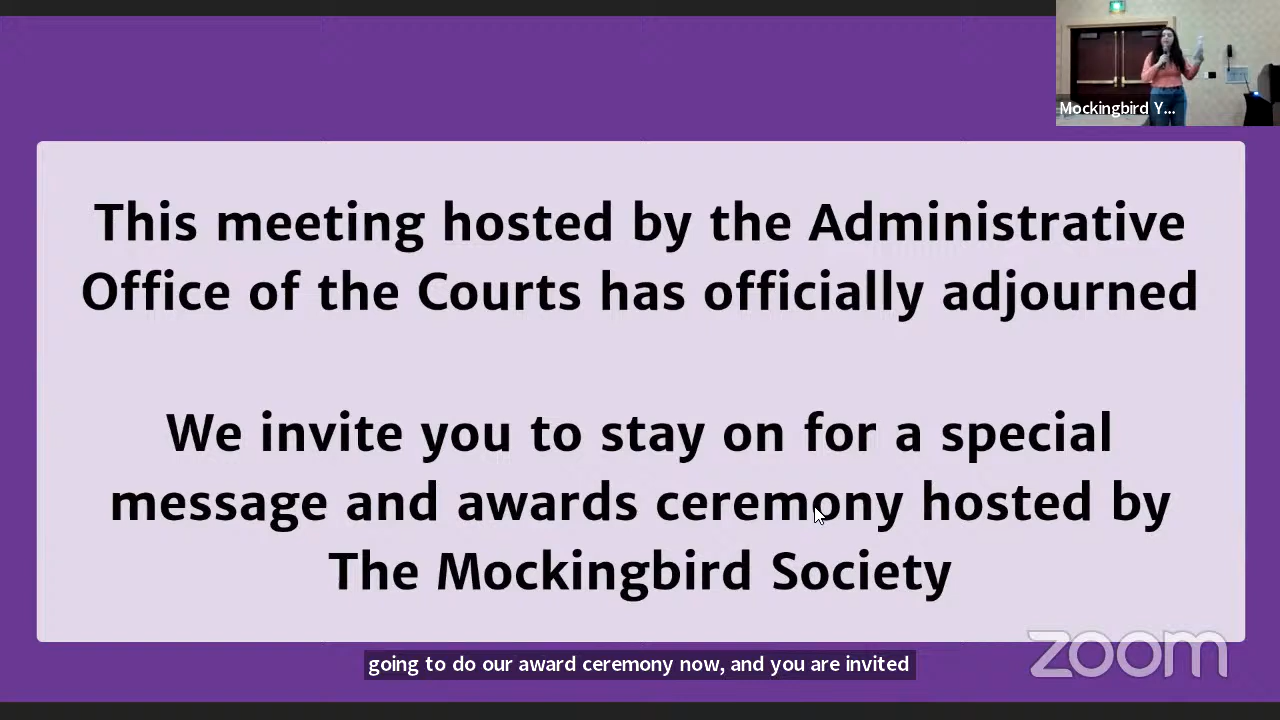 Mockingbird Y...
This meeting hosted by the Administrative
Office of the Courts has officially adjourned
We invite you to stay on for a special
message and awards ceremony hosted by
The Mockingbird Society
zoom
going to do our award ceremony now, and you are invited